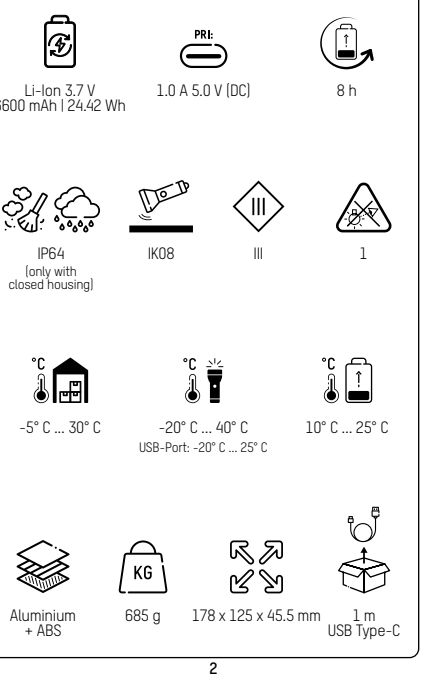 PRI:
Li-Ion 3.7 V
6600 mAh | 24.42 Wh
1.0 A 5.0 V (DC)
8 h
III
IP64
(only with
closed housing)
IK08
III
1
°C
°C
°C
-5° C ... 30° C
-20° C ... 40° C
USB-Port: -20° C ... 25° C
10° C ... 25° C
KG
Aluminium
+ ABS
685 g
178 x 125 x 45.5 mm
1 m
USB Type-C
2